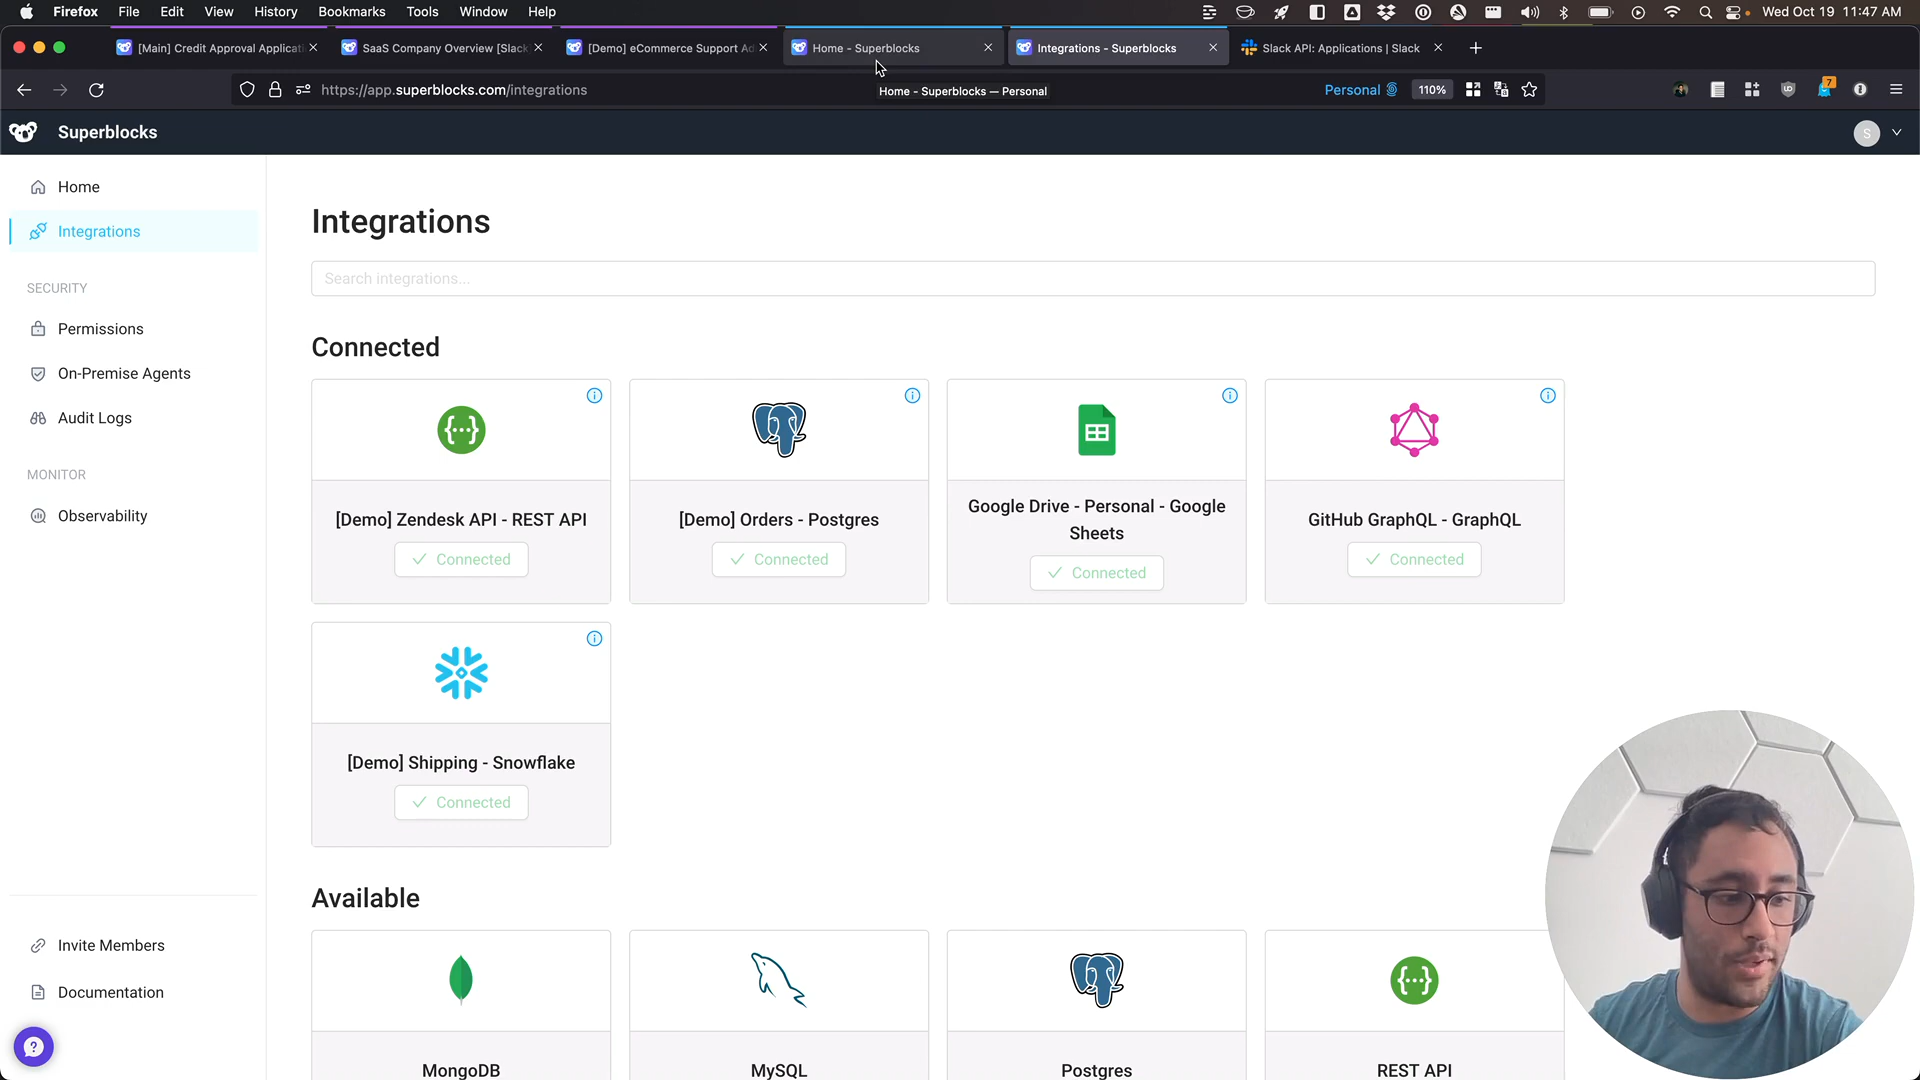 Firefox File Edit View History Bookmarks Tools Window Help Wed Oct 19 11:47 AM
[Main] Credit Approval Applicati SaaS Company Overview [Slack [Demo] eCommerce Support Ad Home - Superblocks Integrations - Superblocks Slack API: Applications | Slack
https://app.superblocks.com/integrations Personal 110% 7
Home - Superblocks — Personal
Superblocks S
Home
Integrations
SECURITY
Permissions
On-Premise Agents
Audit Logs
MONITOR
Observability
Invite Members
Documentation
?
Integrations
Search integrations...
Connected
[Demo] Zendesk API - REST API
Connected
[Demo] Orders - Postgres
Connected
Google Drive - Personal - Google
Sheets
Connected
GitHub GraphQL - GraphQL
Connected
[Demo] Shipping - Snowflake
Connected
Available
MongoDB
MySQL
Postgres
REST API